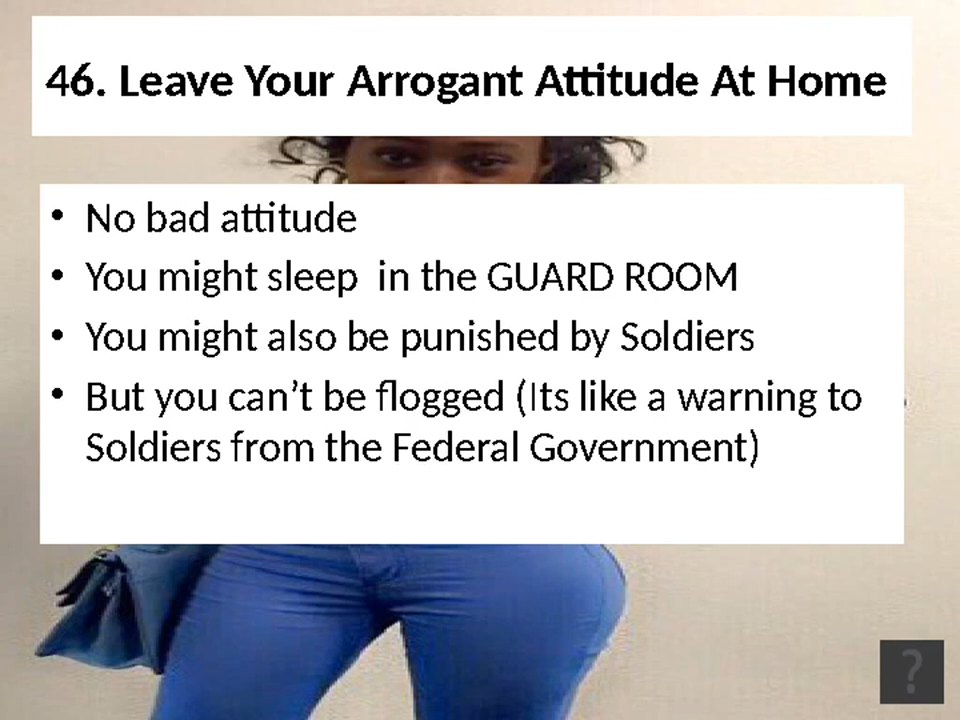 46. Leave Your Arrogant Attitude At Home
• No bad attitude
• You might sleep  in the GUARD ROOM
• You might also be punished by Soldiers
• But you can’t be flogged (Its like a warning to
Soldiers from the Federal Government)
?